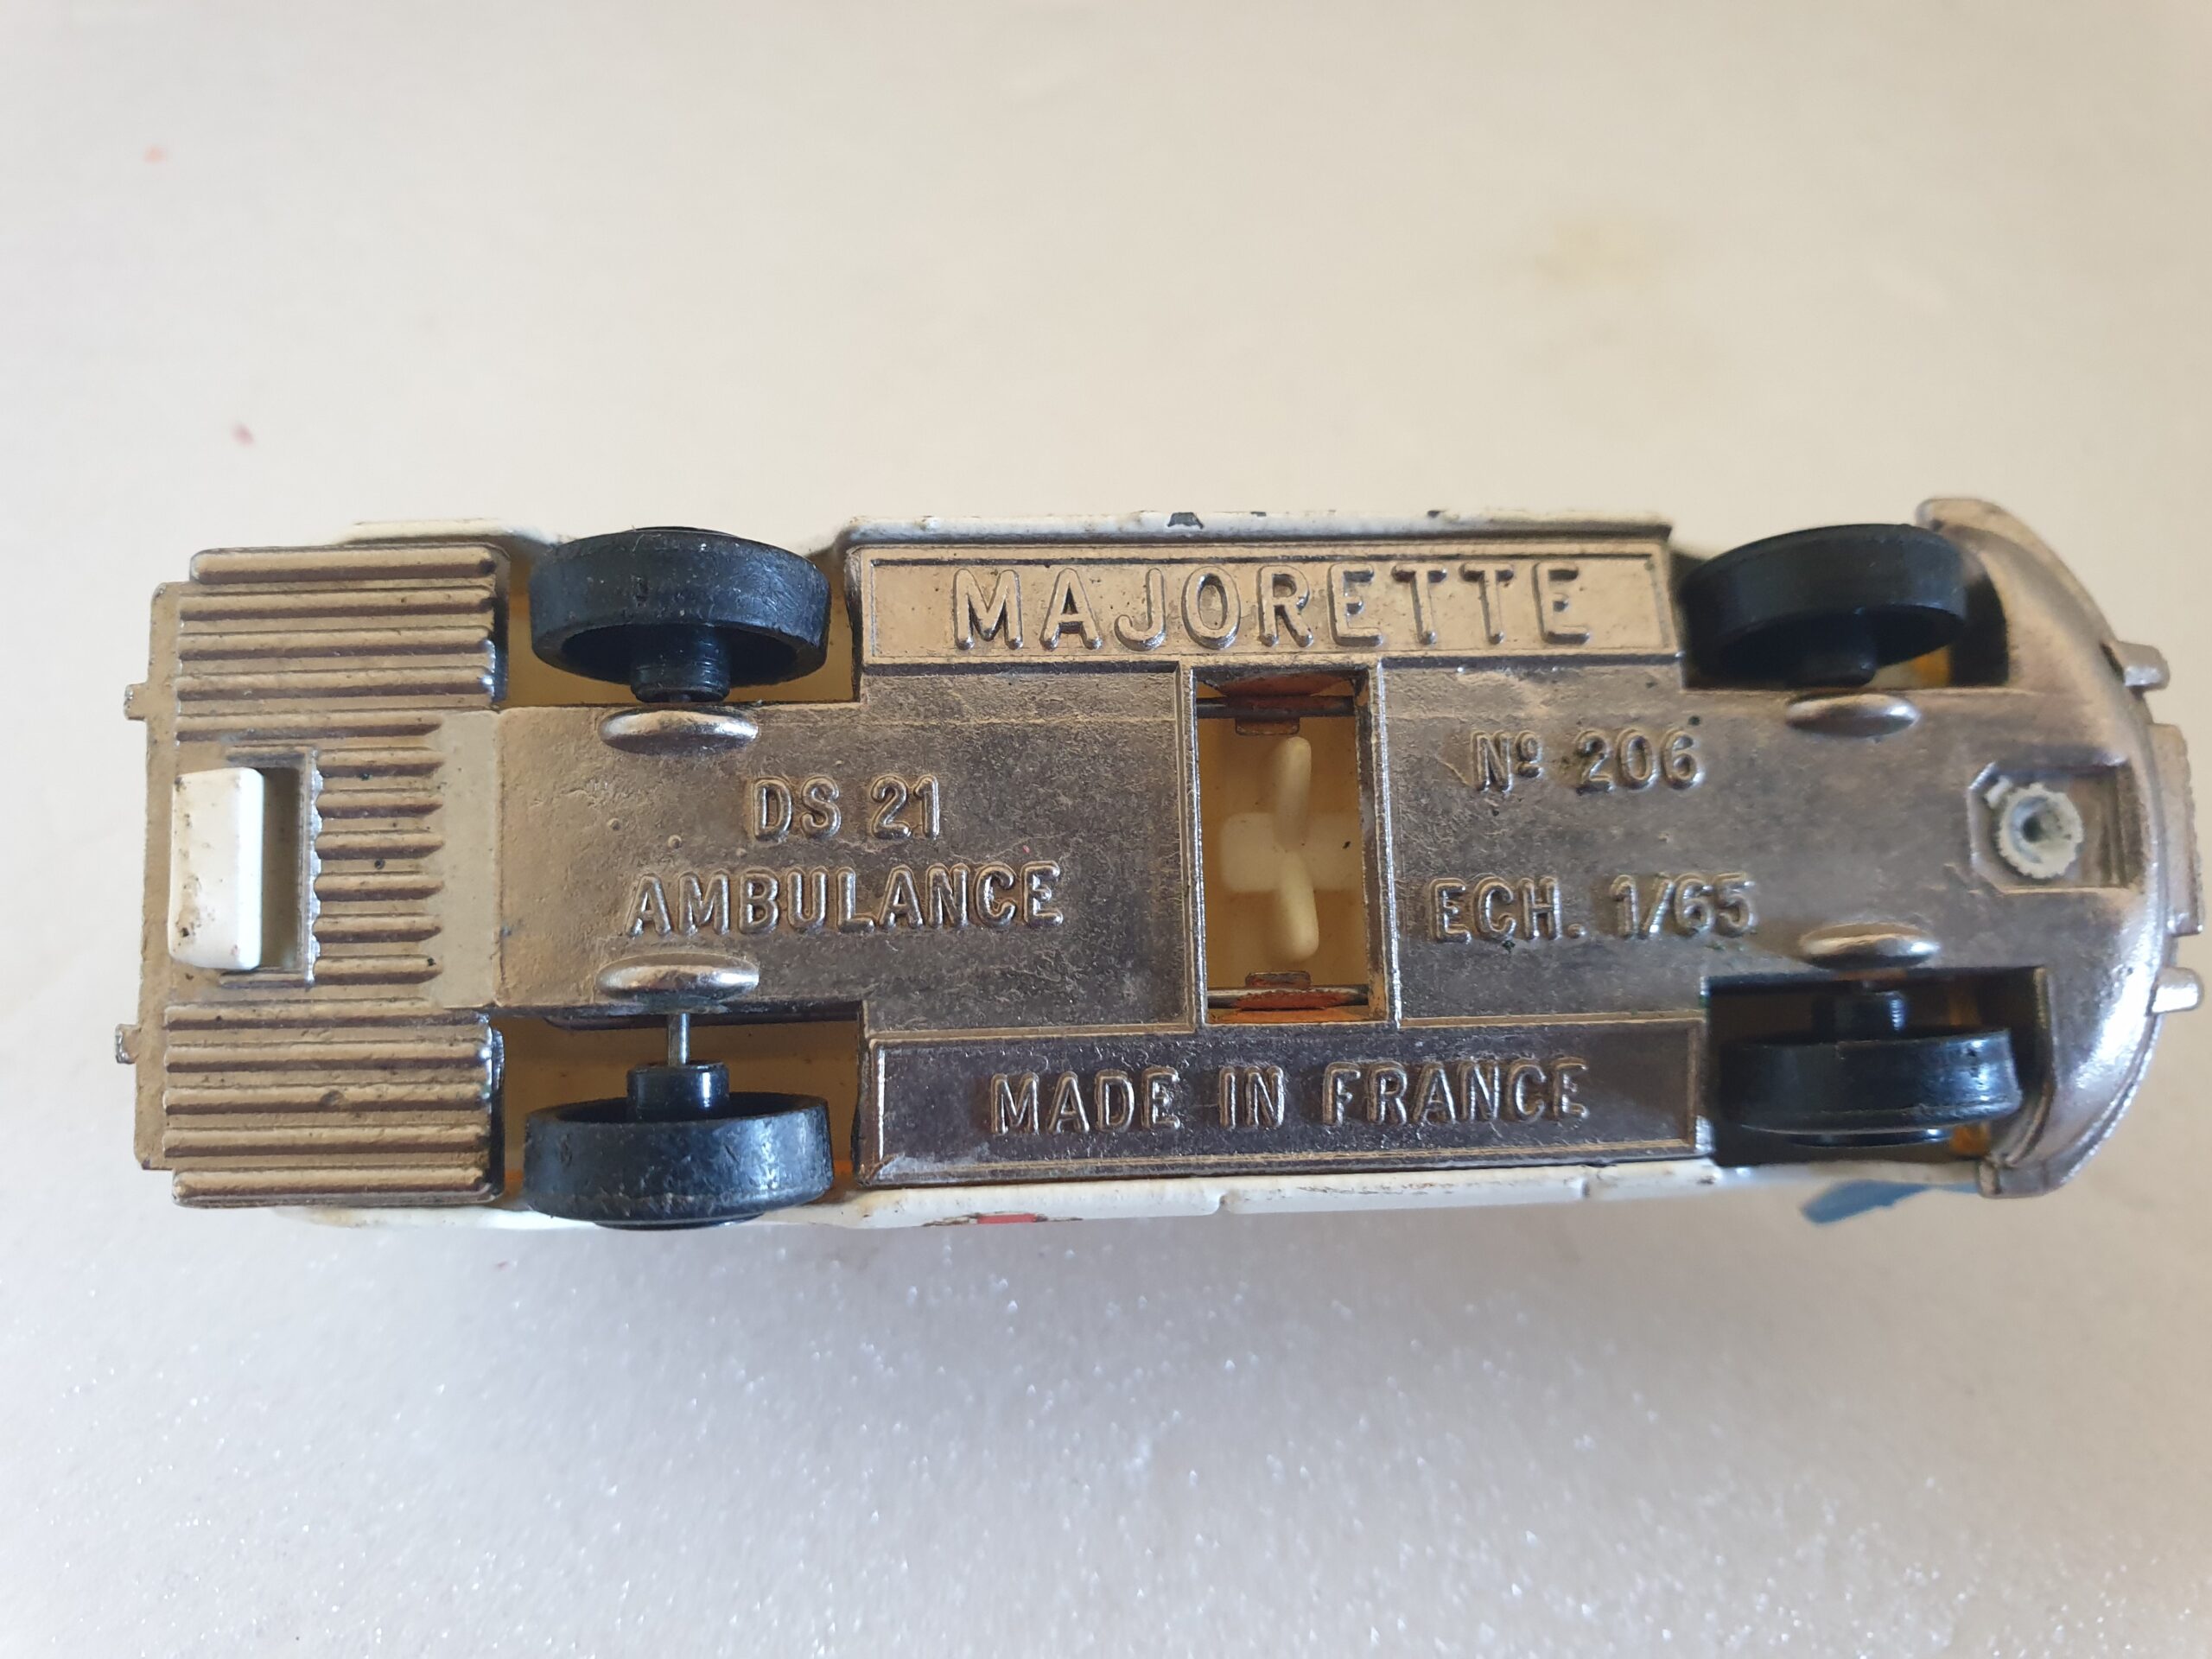 MAJORETTE
DS 21
AMBULANCE
Nº 206
ECH. 1/65
MADE IN FRANCE